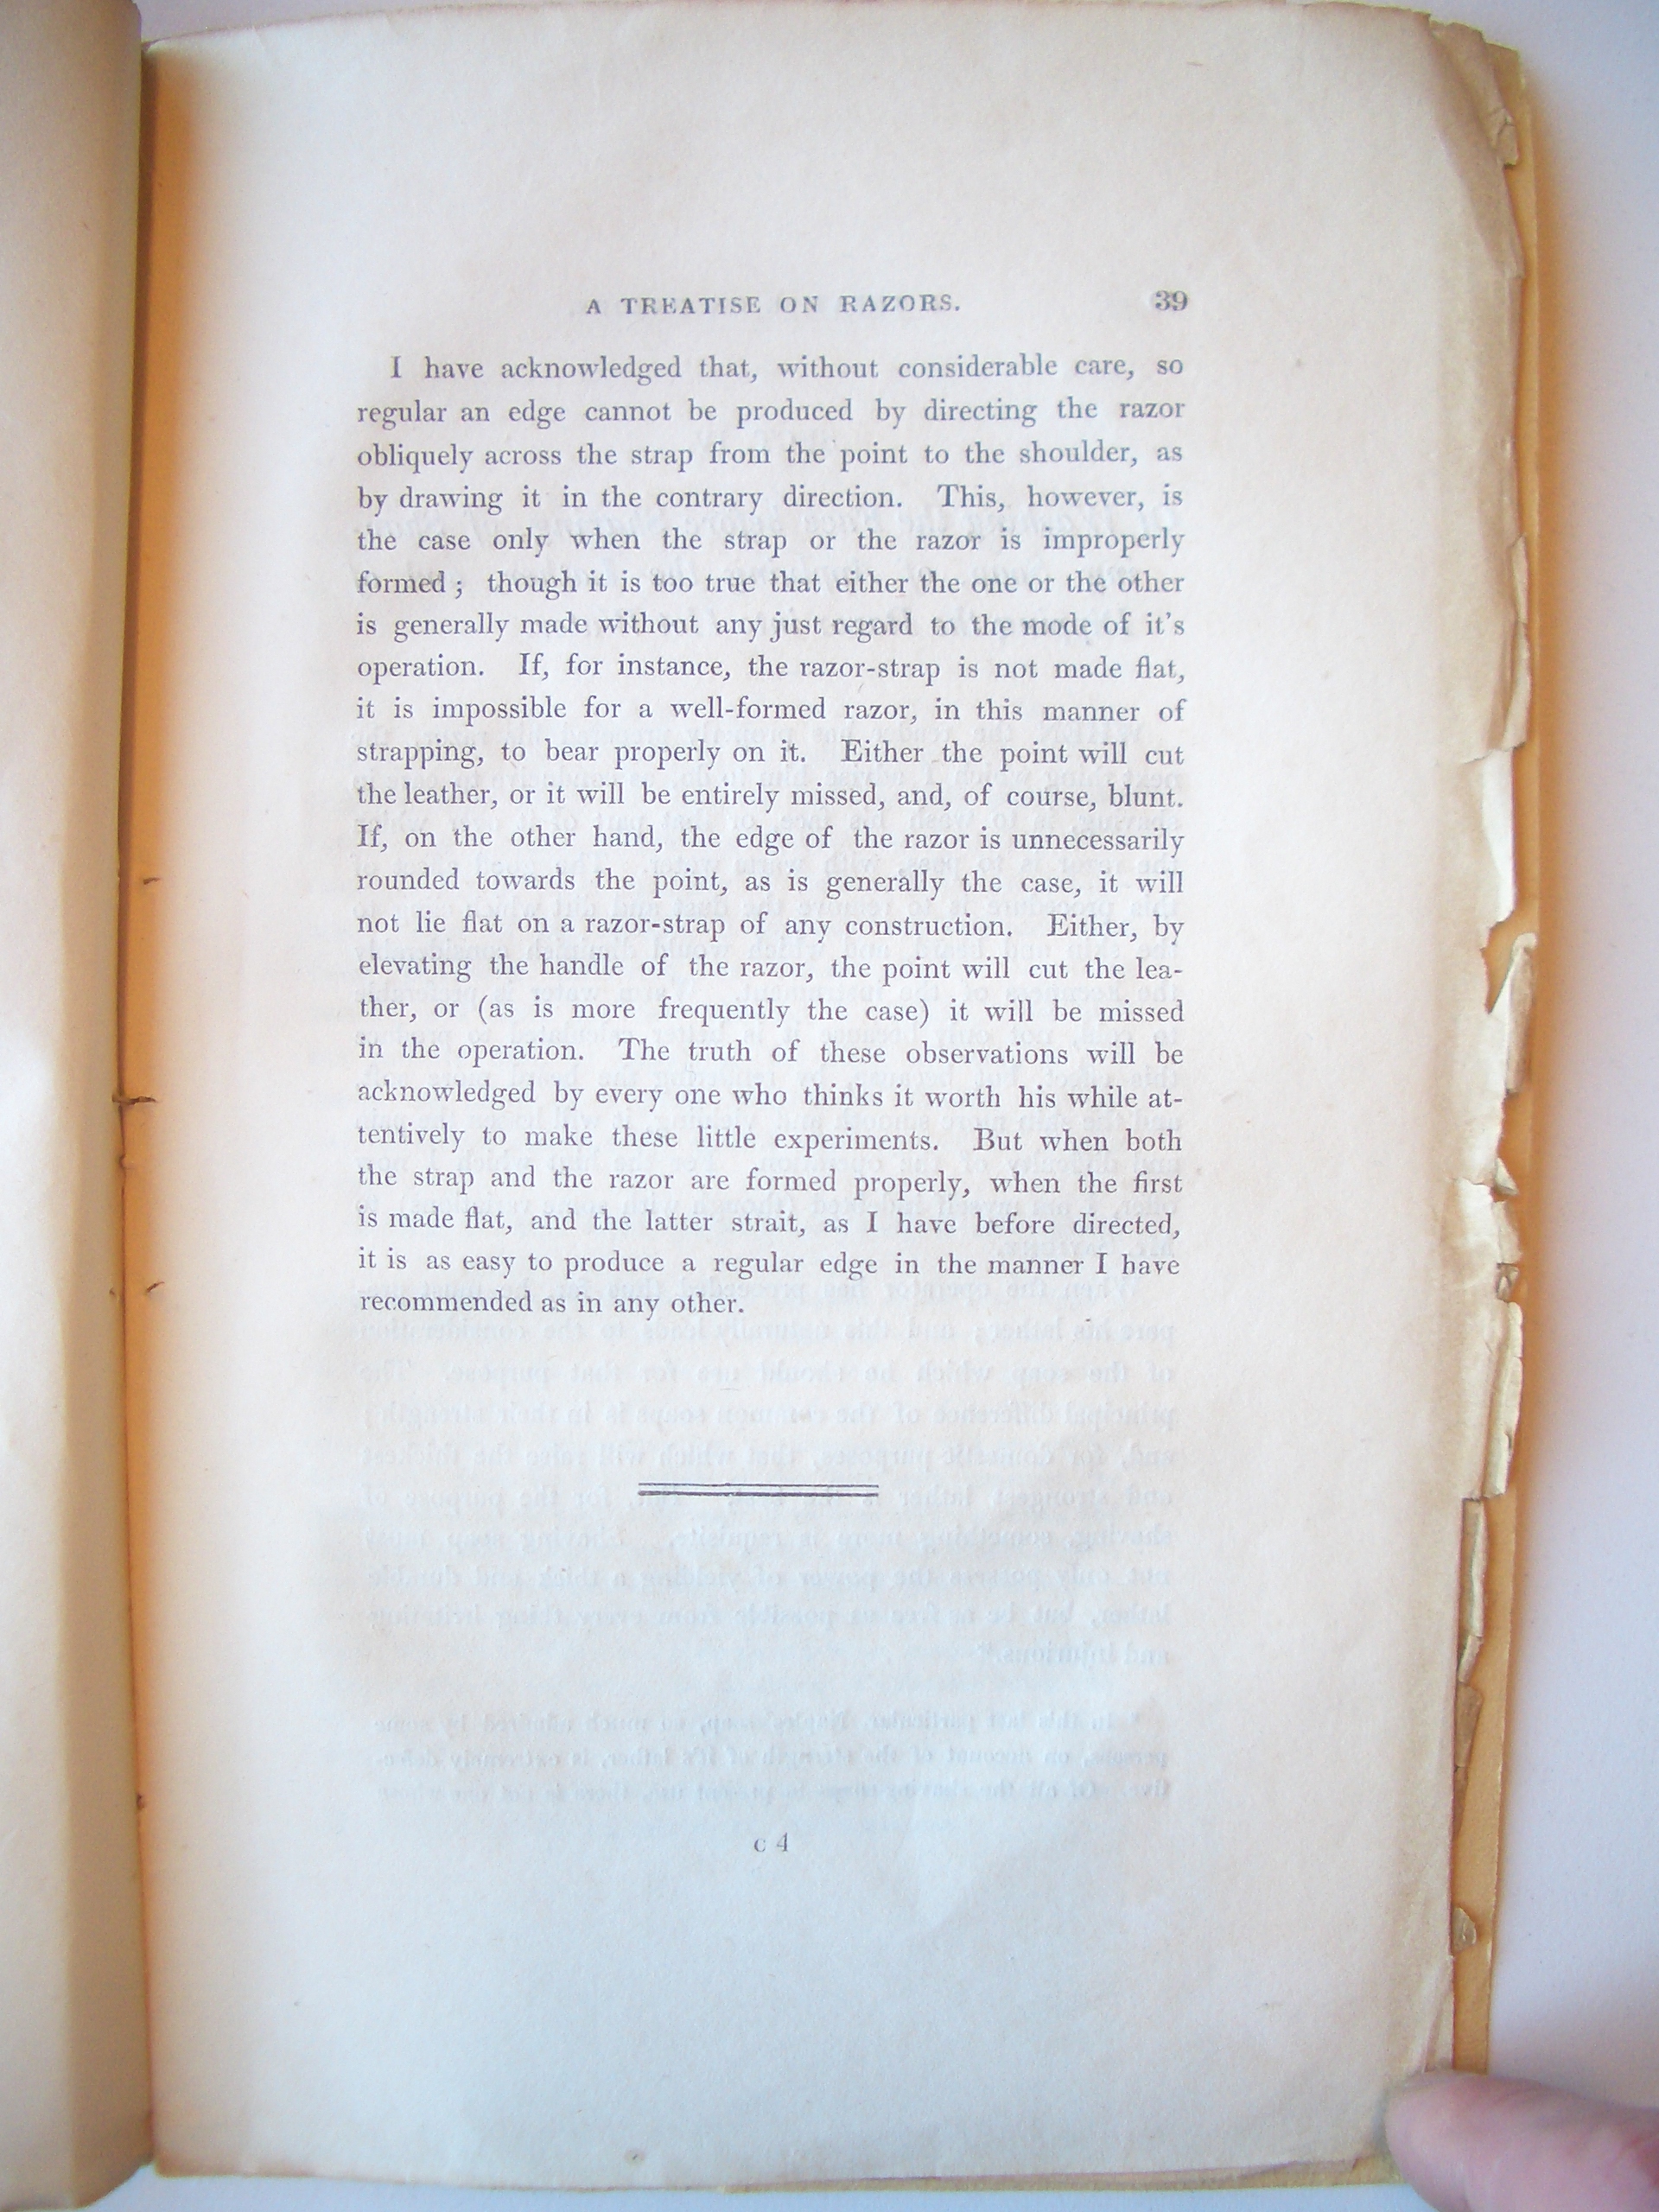 A TREATISE ON RAZORS. 39
I have acknowledged that, without considerable care, so
regular an edge cannot be produced by directing the razor
obliquely across the strap from the point to the shoulder, as
by drawing it in the contrary direction. This, however, is
the case only when the strap or the razor is improperly
formed ; though it is too true that either the one or the other
is generally made without any just regard to the mode of it's
operation. If, for instance, the razor-strap is not made flat,
it is impossible for a well-formed razor, in this manner of
strapping, to bear properly on it. Either the point will cut
the leather, or it will be entirely missed, and, of course, blunt.
If, on the other hand, the edge of the razor is unnecessarily
rounded towards the point, as is generally the case, it will
not lie flat on a razor-strap of any construction. Either, by
elevating the handle of the razor, the point will cut the lea-
ther, or (as is more frequently the case) it will be missed
in the operation. The truth of these observations will be
acknowledged by every one who thinks it worth his while at-
tentively to make these little experiments. But when both
the strap and the razor are formed properly, when the first
is made flat, and the latter strait, as I have before directed,
it is as easy to produce a regular edge in the manner I have
recommended as in any other.
c 4